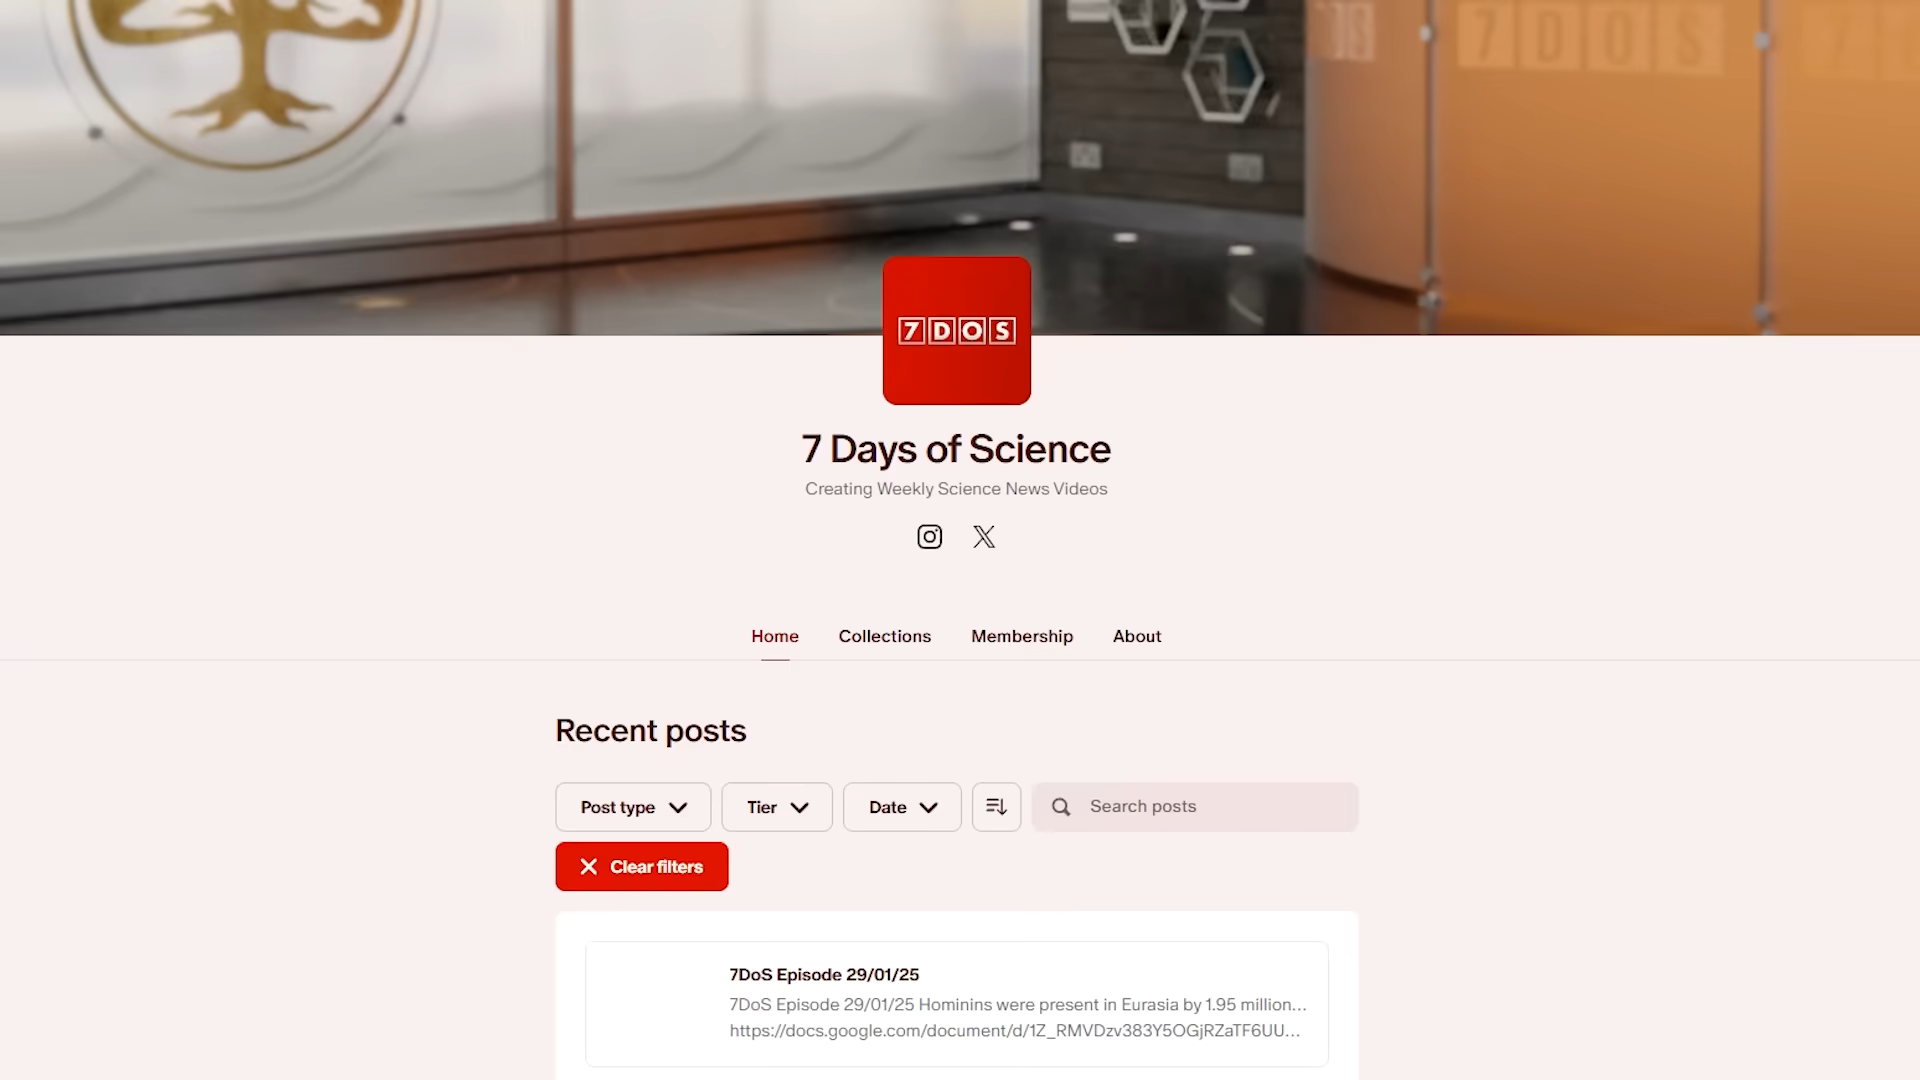 7DOS
7DOS
7 Days of Science
Creating Weekly Science News Videos
Home Collections Membership About
Recent posts
Post type Tier Date Search posts
Clear filters
7DoS Episode 29/01/25
7DoS Episode 29/01/25 Hominins were present in Eurasia by 1.95 million...
https://docs.google.com/document/d/1Z_RMVDzv383Y5OGjRZaTF6UU...